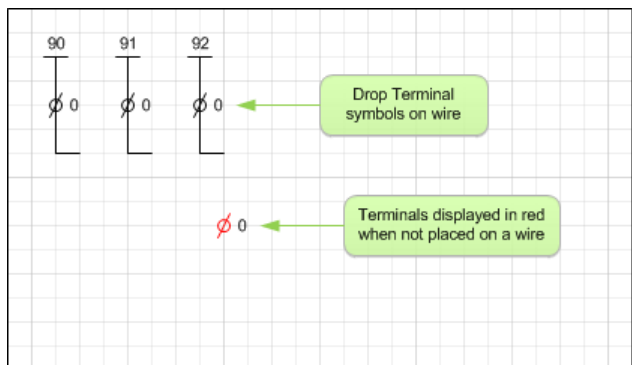 90 91 92
0 0 0
Drop Terminal
symbols on wire
0
Terminals displayed in red
when not placed on a wire